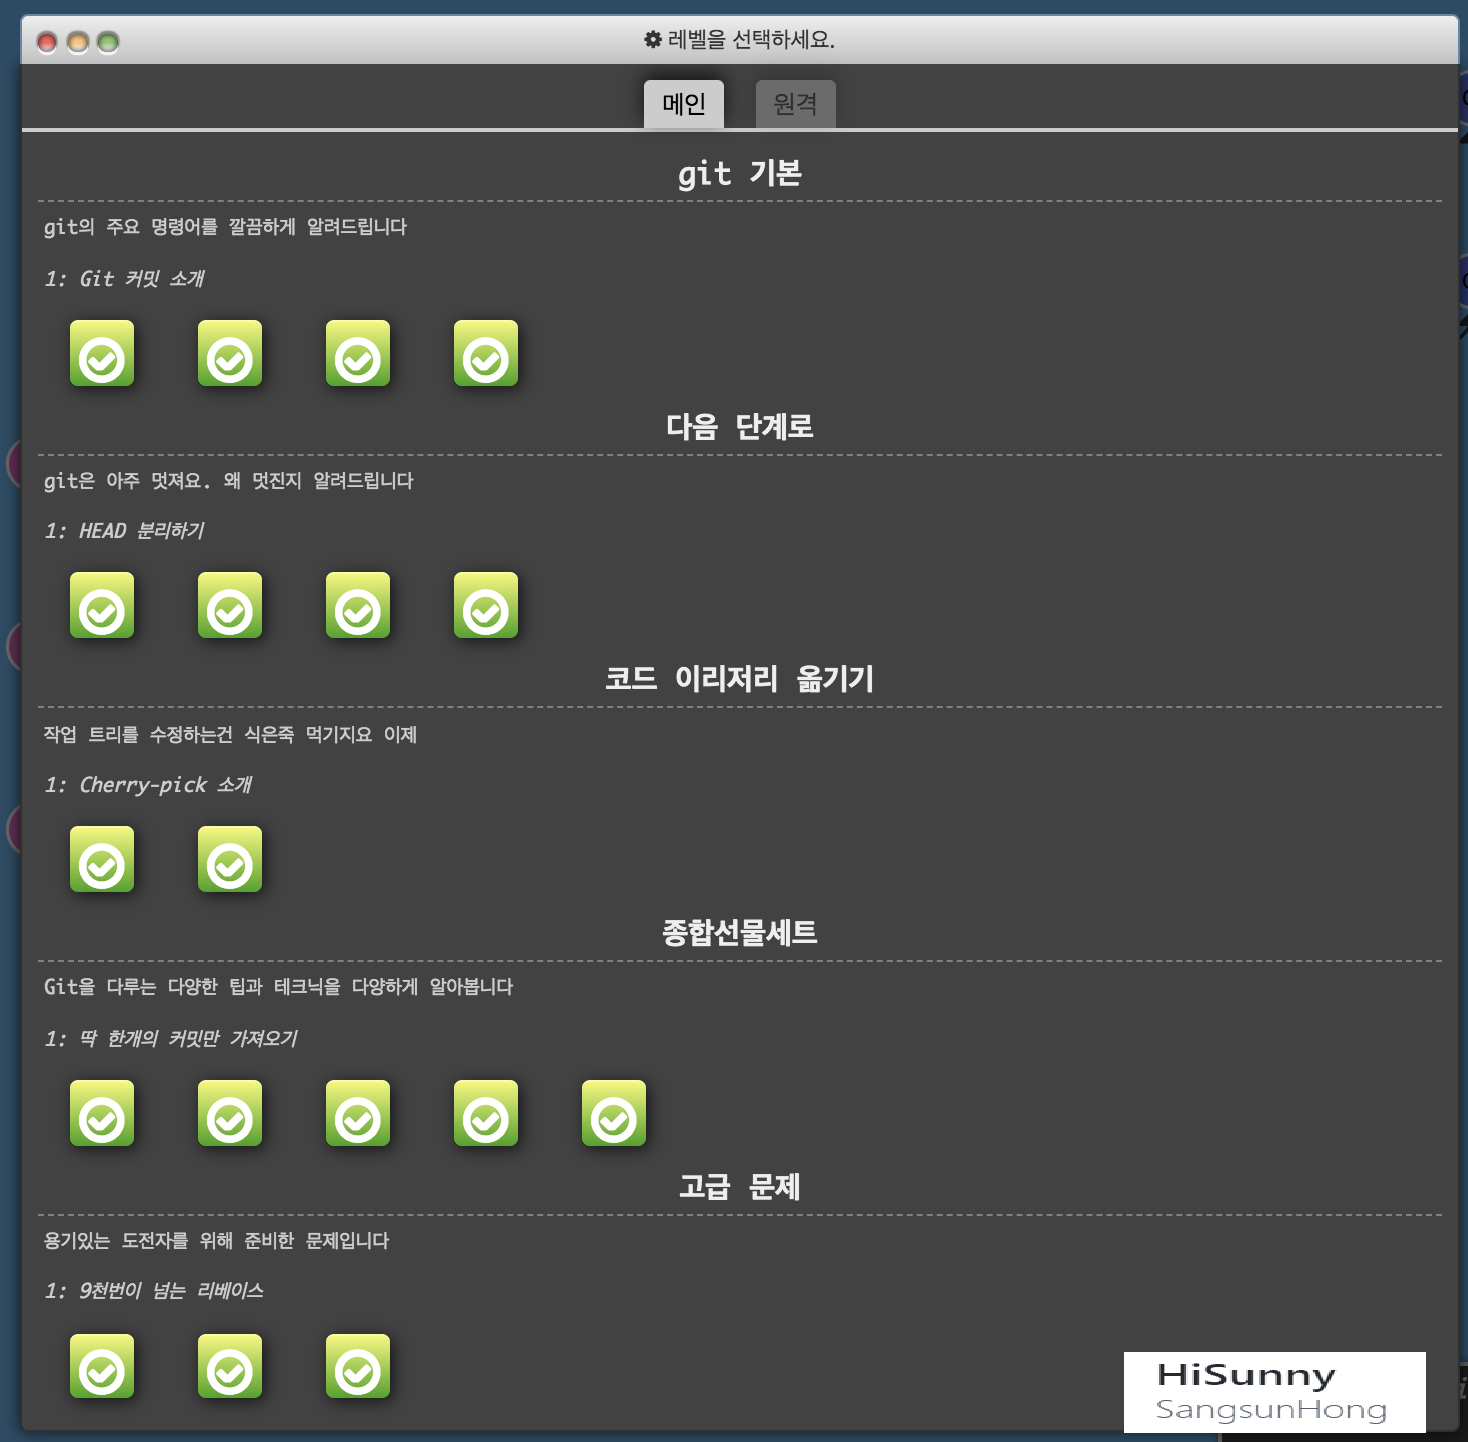 레벨을 선택하세요.
메인 원격
git 기본
git의 주요 명령어를 깔끔하게 알려드립니다
1: Git 커밋 소개
다음 단계로
git은 아주 멋져요. 왜 멋진지 알려드립니다
1: HEAD 분리하기
코드 이리저리 옮기기
작업 트리를 수정하는건 식은죽 먹기지요 이제
1: Cherry-pick 소개
종합선물세트
Git을 다루는 다양한 팁과 테크닉을 다양하게 알아봅니다
1: 딱 한개의 커밋만 가져오기
고급 문제
용기있는 도전자를 위해 준비한 문제입니다
1: 9천번이 넘는 리베이스
HiSunny
SangsunHong